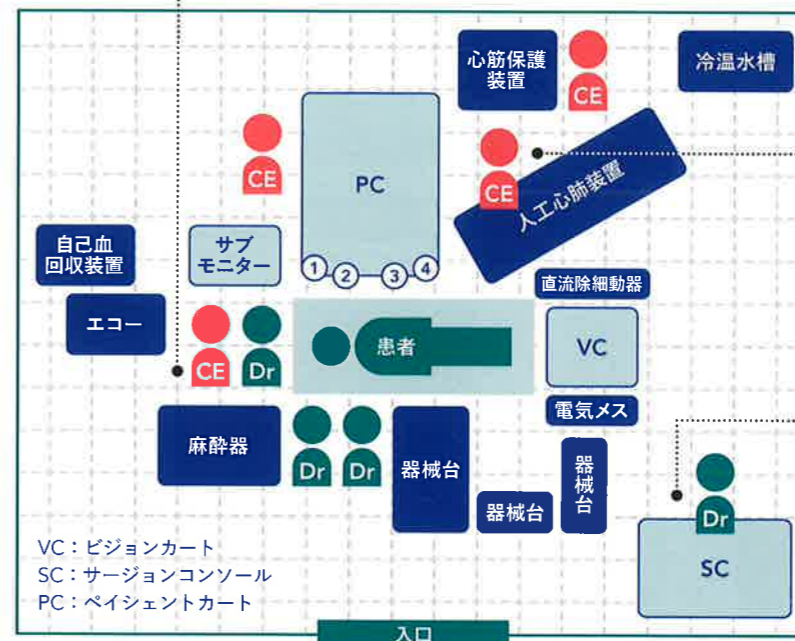 心筋保護
装置
CE
冷温水槽
CE
PC
CE
人工心肺装置
自己血
回収装置
サブ
モニター
1
2
3
4
直流除細動器
エコー
CE
Dr
患者
VC
電気メス
麻酔器
Dr
Dr
器械台
器械台
器械台
Dr
SC
VC：ビジョンカート
SC：サージョンコンソール
PC：ペイシェントカート
入口